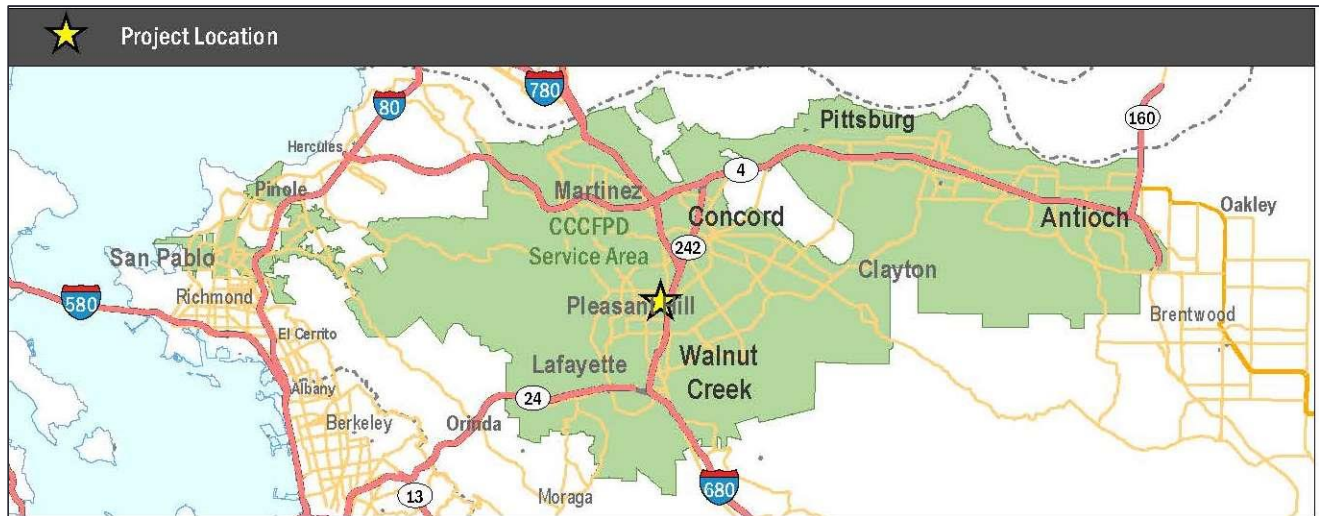 Project Location
80
780
160
Hercules
Pittsburg
4
Pinole
Martinez
Concord
Antioch
Oakley
CCCFPD
Service Area
242
San Pablo
Clayton
580
Richmond
Pleasant Hill
Brentwood
El Cerrito
Lafayette
Walnut
Creek
Albany
24
Berkeley
Orinda
13
Moraga
680